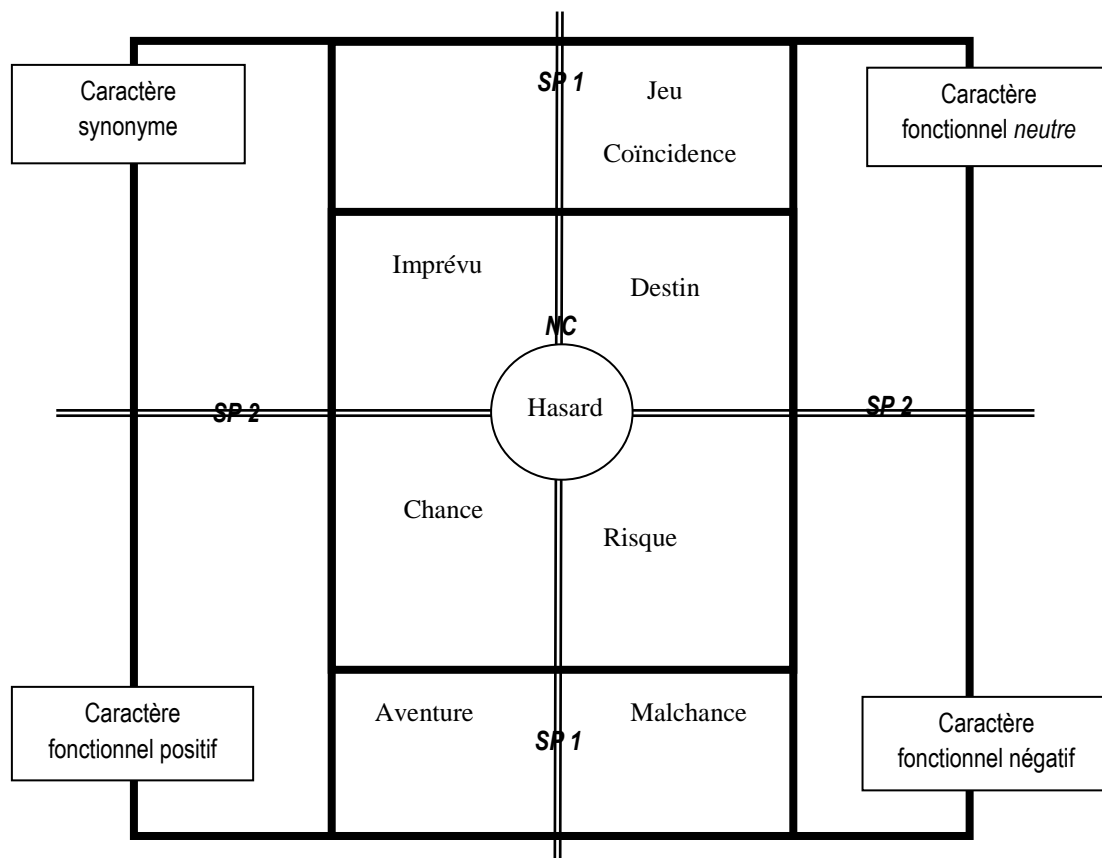 SP 1
Jeu
Coïncidence
Caractère
synonyme
Caractère
fonctionnel neutre
Imprévu
Destin
NC
Hasard
SP 2
SP 2
Chance
Risque
Aventure
Malchance
SP 1
Caractère
fonctionnel positif
Caractère
fonctionnel négatif